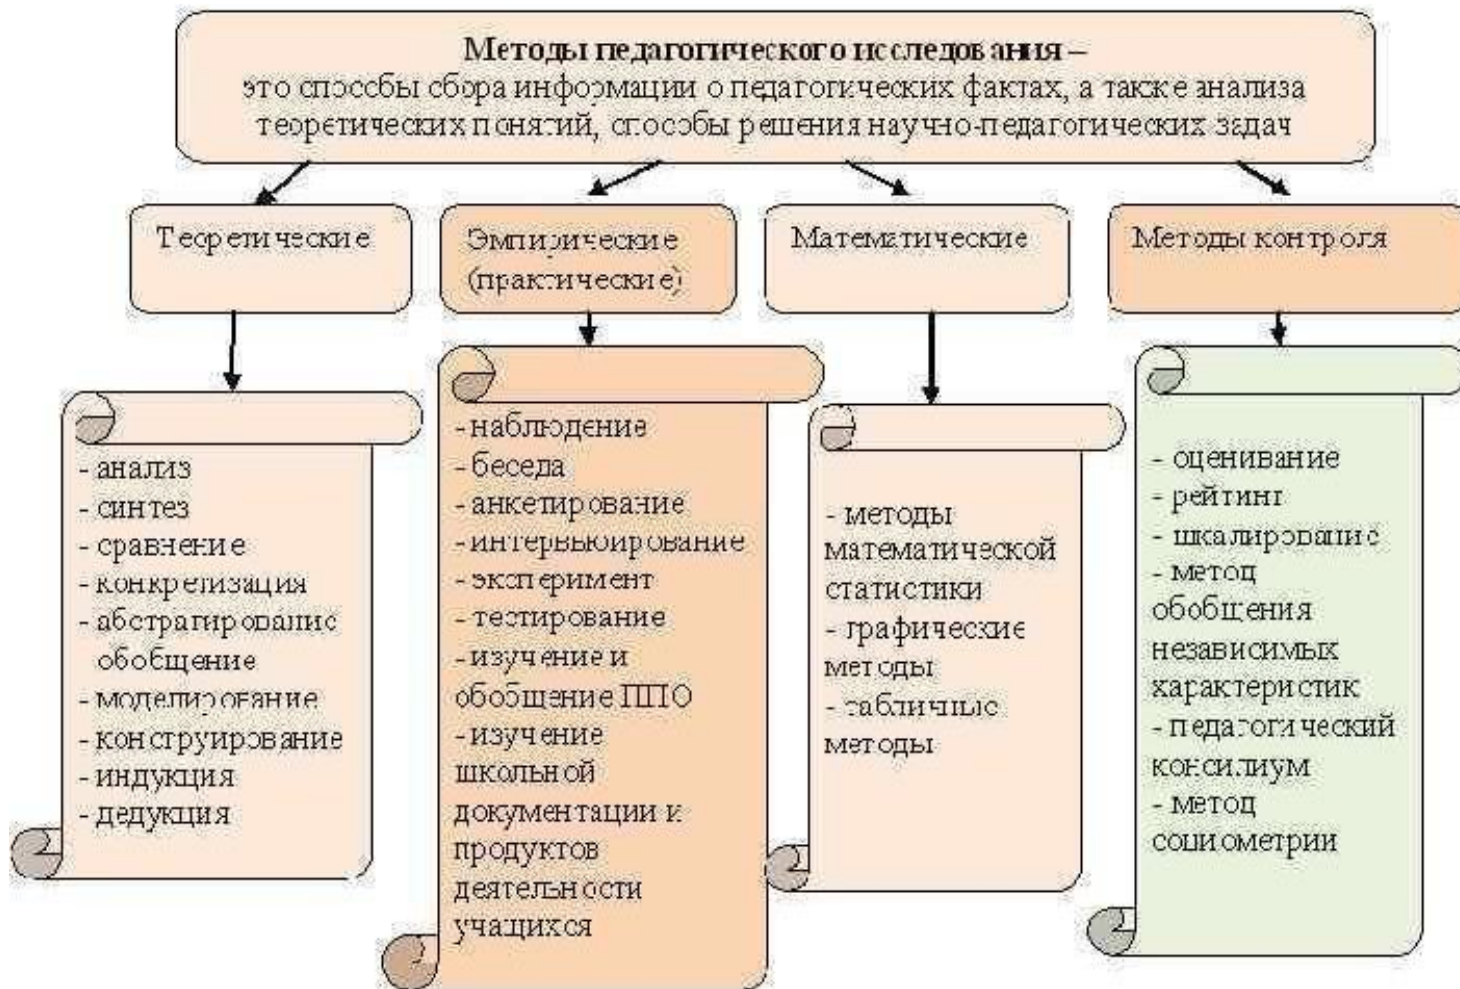 Методы педагогического исследования –
это способы сбора информации о педагогических фактах, а также анализа
теоретических понятий, способы решения научно-педагогических задач
Теоретические
Эмпирические
(практические)
Математические
Методы контроля
- анализ
- синтез
- сравнение
- конкретизация
- абстрагирование
обобщение
- моделирование
- конструирование
- индукция
- дедукция
- наблюдение
- беседа
- анкетирование
- интервьюирование
- эксперимент
- тестирование
- изучение и
обобщение ППО
- изучение
школьной
документации и
продуктов
деятельности
учащихся
- методы
математической
статистики
- графические
методы
- табличные
методы
- оценивание
- рейтинг
- шкалирование
- метод
обобщения
независимых
характеристик
- педагогический
консилиум
- метод
социометрии